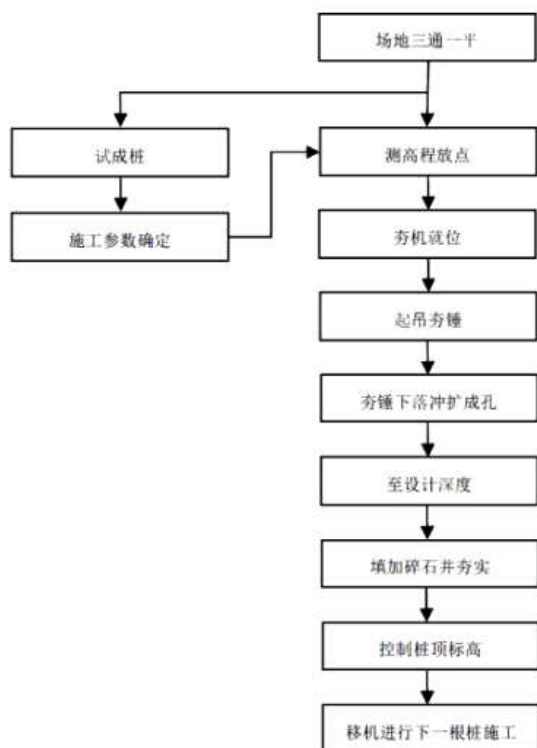 场地三通一平
试成桩
测高程放点
施工参数确定
夯机就位
起吊夯锤
夯锤下落冲扩成孔
至设计深度
填加碎石并夯实
控制桩顶标高
移机进行下一根桩施工